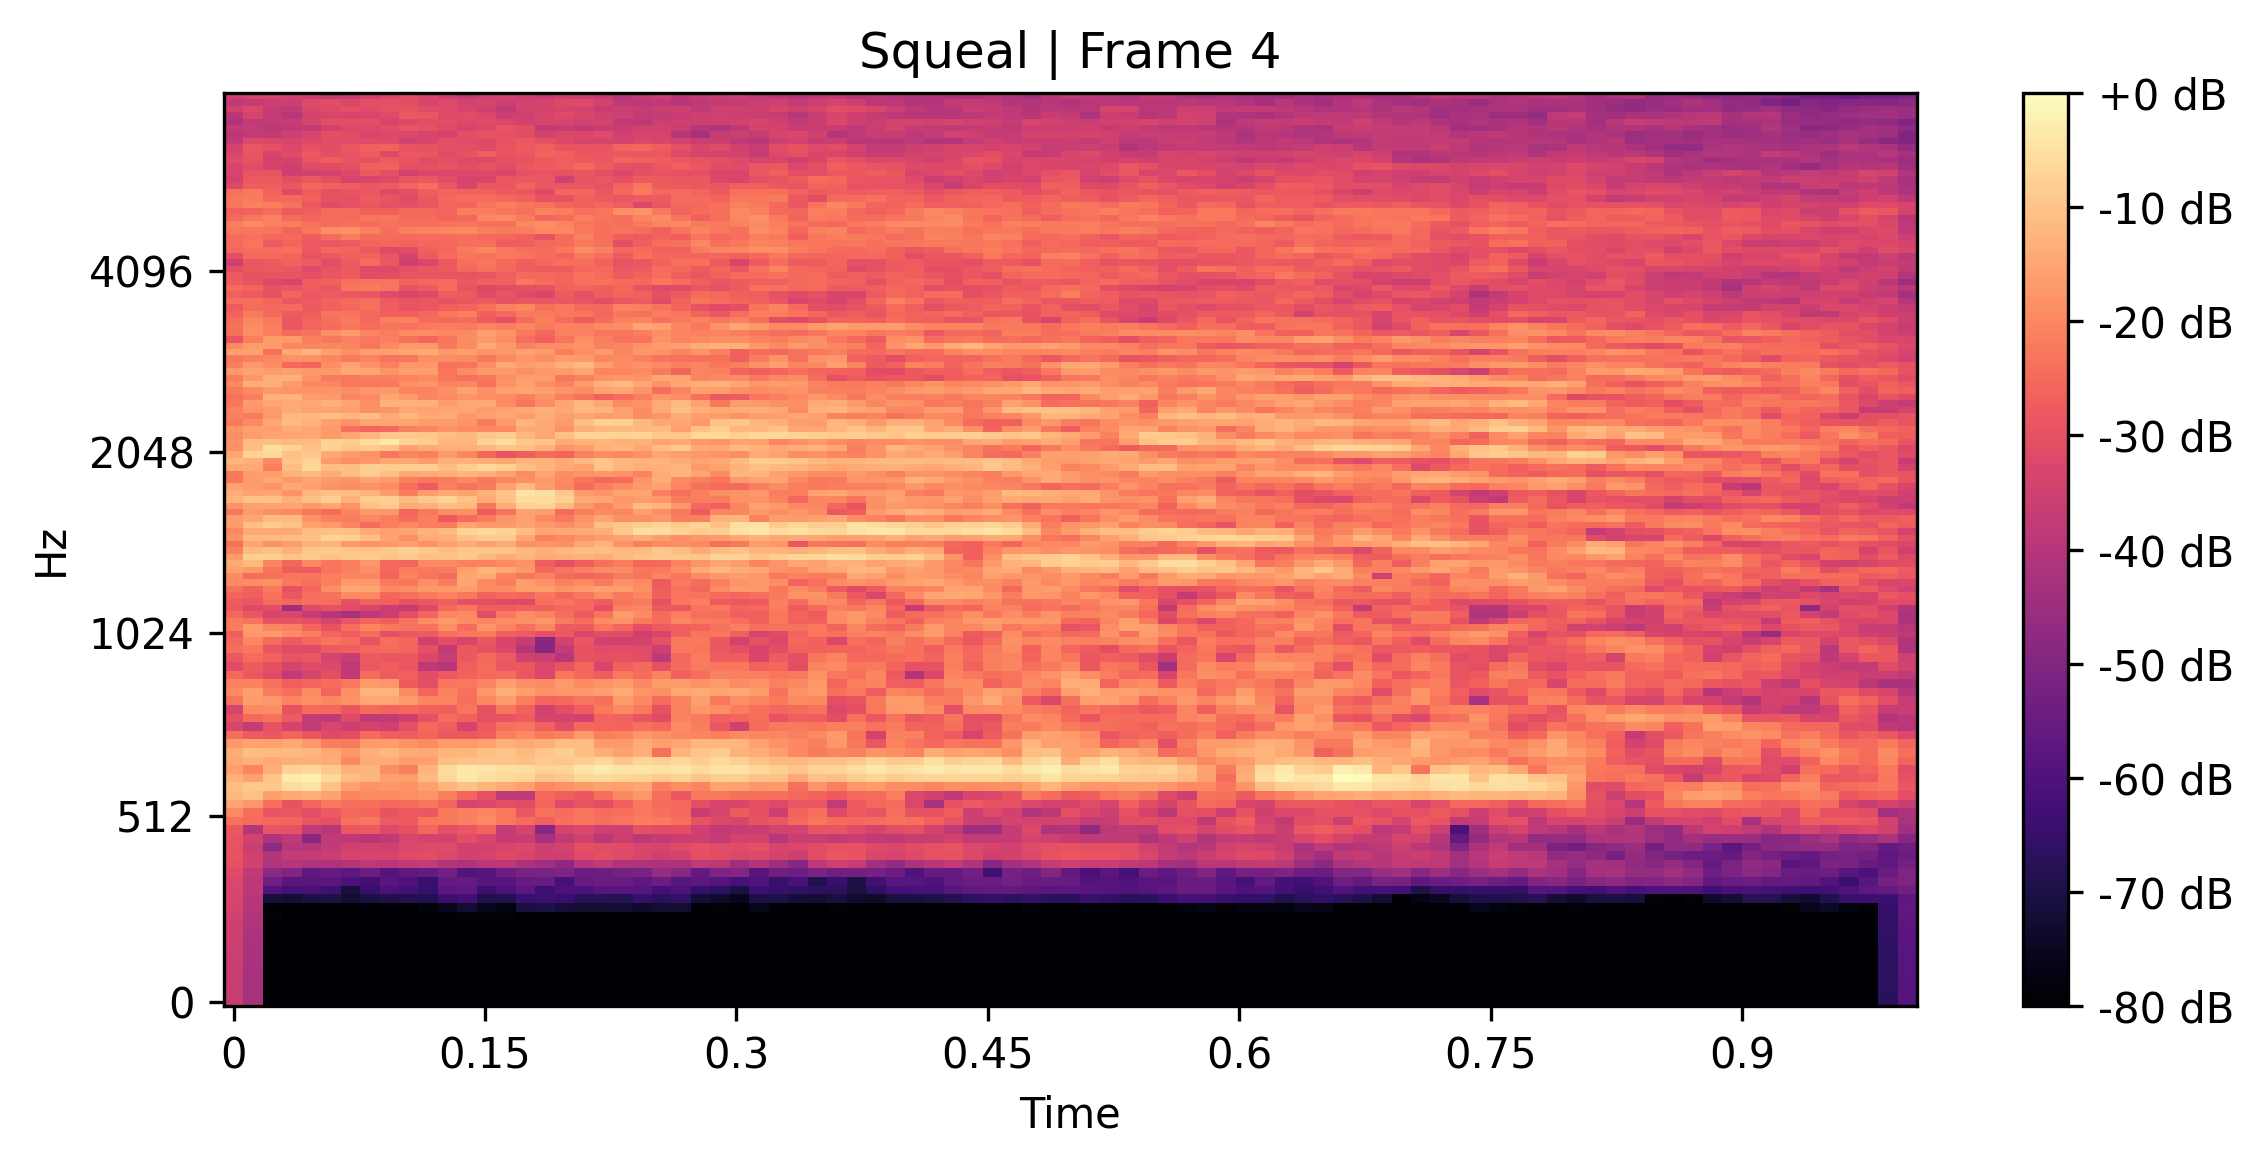 Squeal | Frame 4
+0 dB
-10 dB
-20 dB
-30 dB
-40 dB
-50 dB
-60 dB
-70 dB
-80 dB
4096
2048
1024
512
0
Hz
0 0.15 0.3 0.45 0.6 0.75 0.9
Time